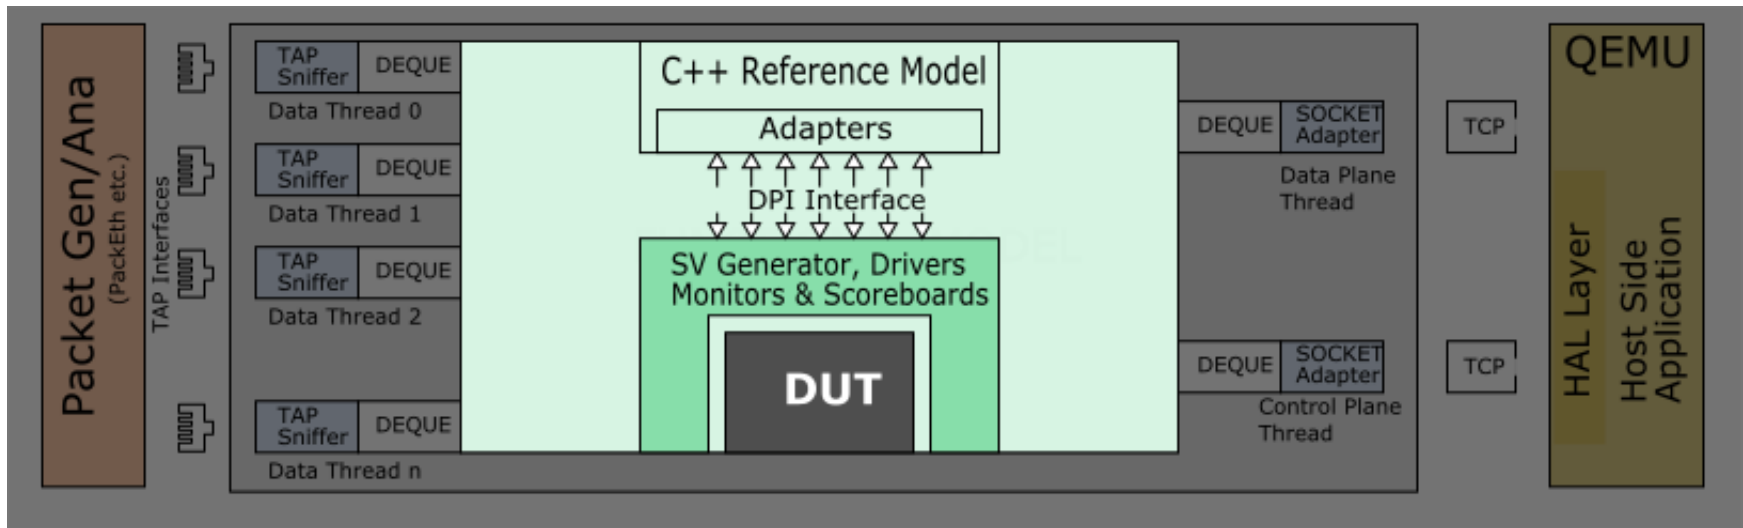 Packet Gen/Ana
(PackEth etc.)
TAP Interfaces
TAP
Sniffer
DEQUE
Data Thread 0
TAP
Sniffer
DEQUE
Data Thread 1
TAP
Sniffer
DEQUE
Data Thread 2
TAP
Sniffer
DEQUE
Data Thread n
C++ Reference Model
Adapters
DPI Interface
SV Generator, Drivers
Monitors & Scoreboards
DUT
DEQUE
SOCKET
Adapter
Data Plane
Thread
DEQUE
SOCKET
Adapter
Control Plane
Thread
TCP
TCP
QEMU
HAL Layer
Host Side
Application